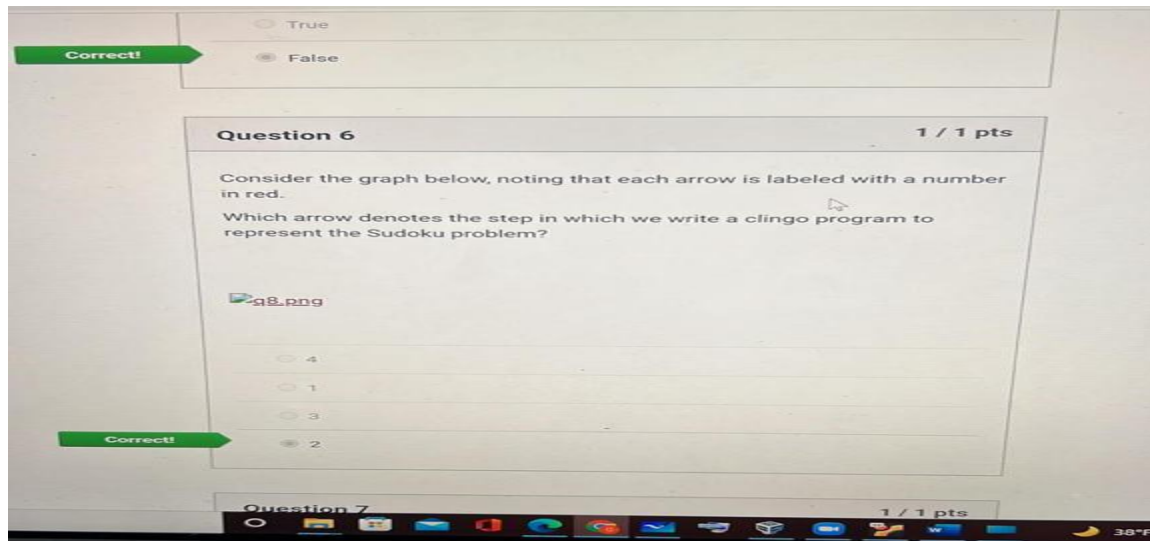 True
Correct!
False
Question 6
1 / 1 pts
Consider the graph below, noting that each arrow is labeled with a number
in red.
Which arrow denotes the step in which we write a clingo program to
represent the Sudoku problem?
q8.png
4
1
3
Correct!
2
Question 7
1 / 1 pts
38°F